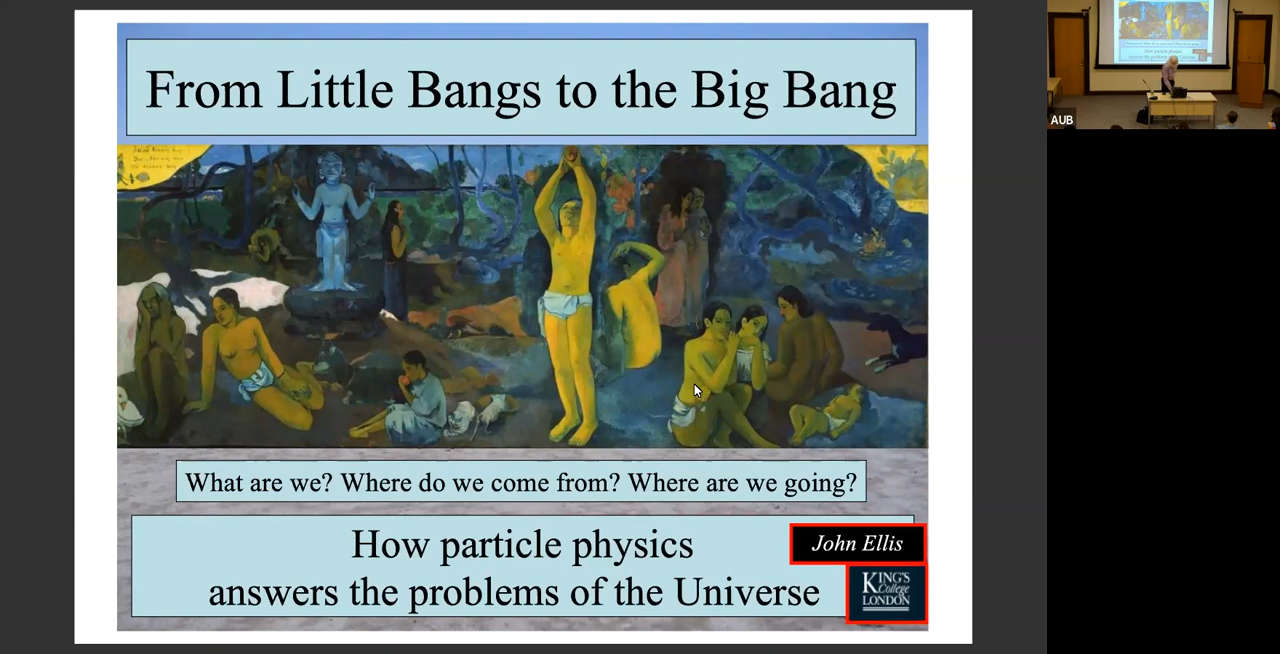 From Little Bangs to the Big Bang
What are we? Where do we come from? Where are we going?
How particle physics
answers the problems of the Universe
John Ellis
KING'S
College
LONDON
AUB